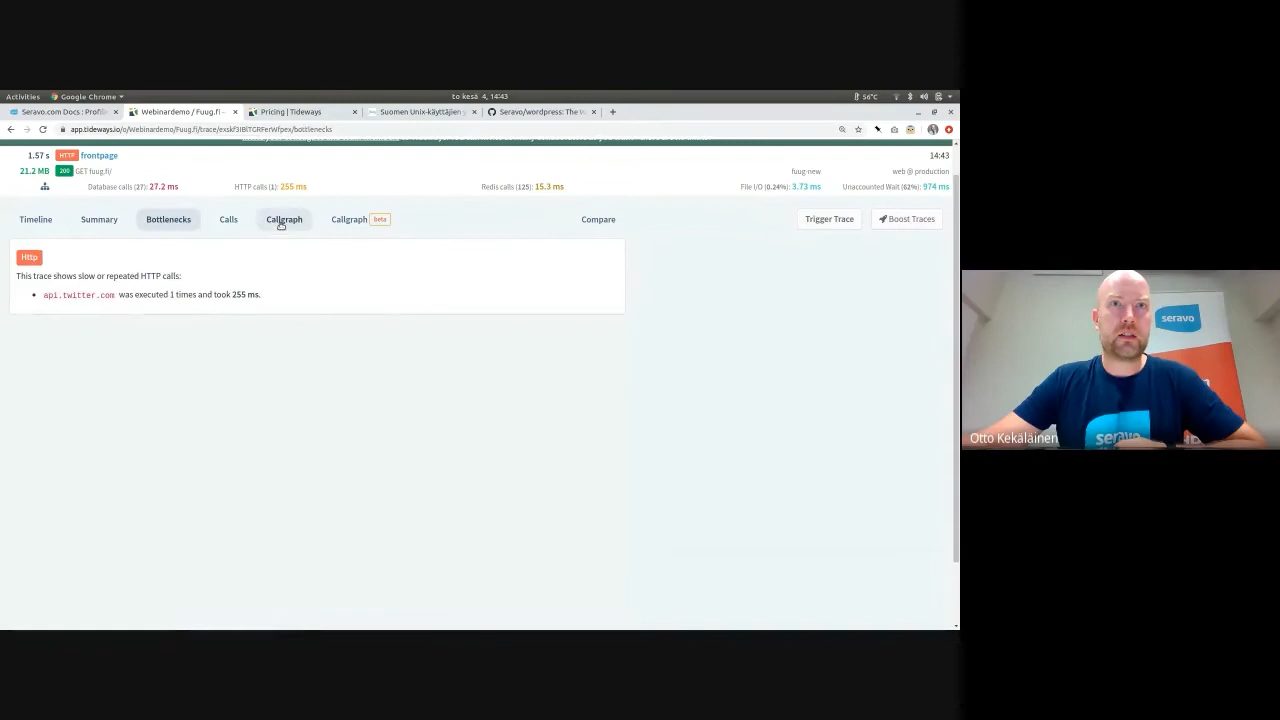 Activities Google Chrome to kesä 4, 14:43 56°C
Seravo.com Docs : Profile Webinardemo / Fuug.fi - Pricing | Tideways Suomen Unix-käyttäjien y Seravo/wordpress: The W
app.tideways.io/o/Webinardemo/Fuug.fi/trace/exskf3IBlTGRFerWfpex/bottlenecks
1.57 s HTTP frontpage 14:43
21.2 MB 200 GET fuug.fi/ fuug-new web @ production
Database calls (27): 27.2 ms HTTP calls (1): 255 ms Redis calls (125): 15.3 ms File I/O (0.24%): 3.73 ms Unaccounted Wait (62%): 974 ms
Timeline Summary Bottlenecks Calls Callgraph Callgraph beta Compare Trigger Trace Boost Traces
Http
This trace shows slow or repeated HTTP calls:
api.twitter.com was executed 1 times and took 255 ms.
seravo
seravo
Otto Kekäläinen